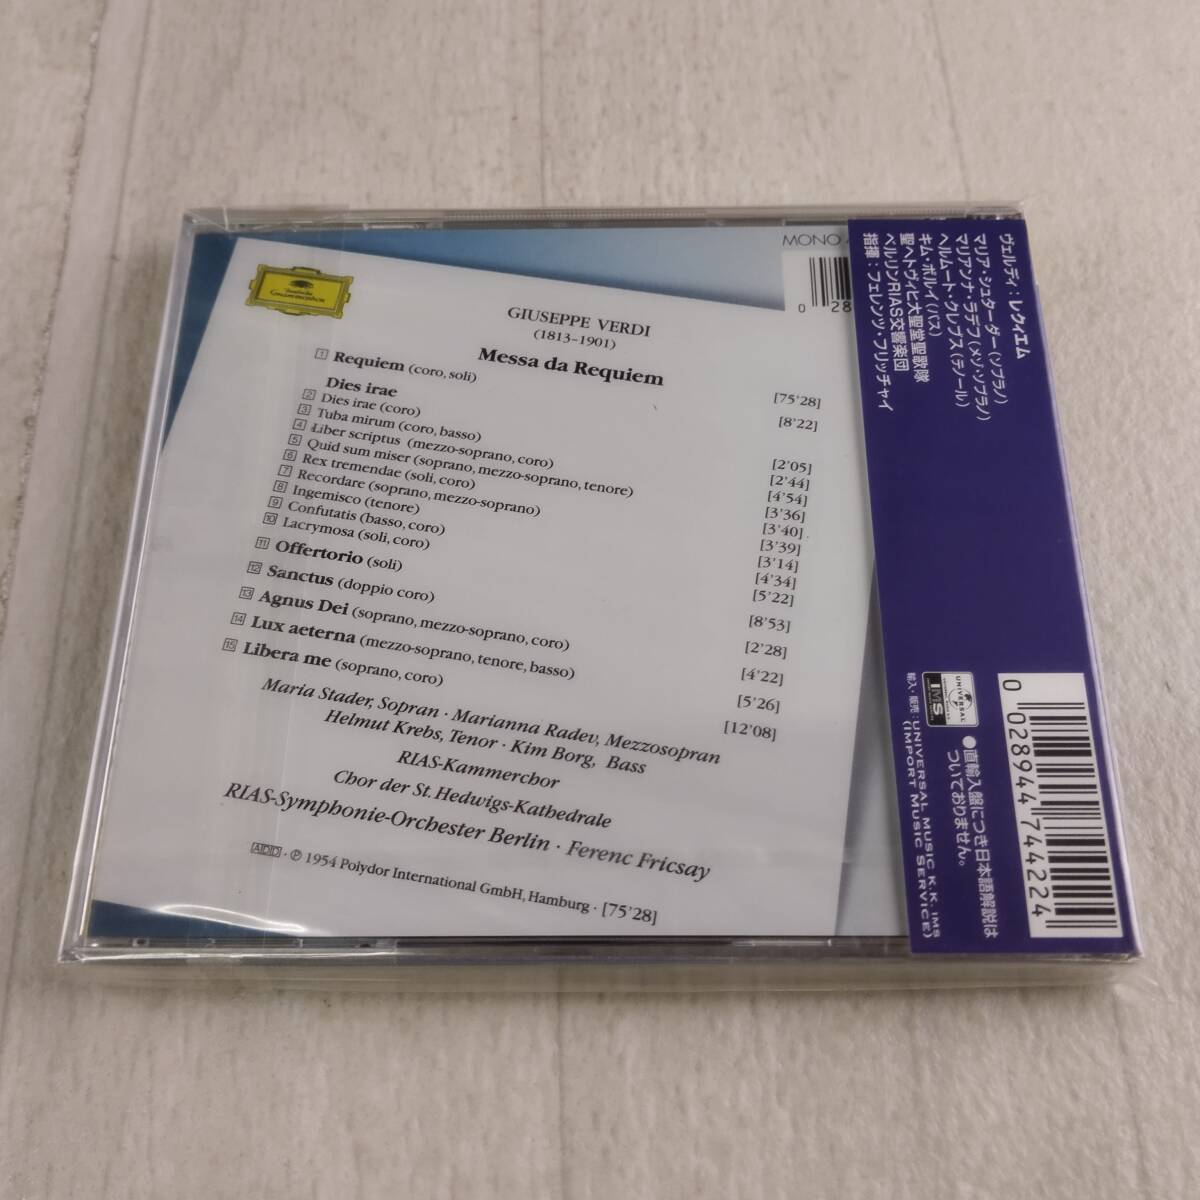 Deutsche
Grammophon
MONO 4
0 28
GIUSEPPE VERDI
(1813–1901)
Messa da Requiem
[75'28]
1 Requiem (coro, soli)
[8'22]
Dies irae
2 Dies irae (coro)
[2'05]
3 Tuba mirum (coro, basso)
[2'44]
4 Liber scriptus (mezzo-soprano, coro)
[4'54]
5 Quid sum miser (soprano, mezzo-soprano, tenore)
[3'36]
6 Rex tremendae (soli, coro)
[3'40]
7 Recordare (soprano, mezzo-soprano)
[3'39]
8 Ingemisco (tenore)
[3'14]
9 Confutatis (basso, coro)
[4'34]
10 Lacrymosa (soli, coro)
[5'22]
11 Offertorio (soli)
[8'53]
12 Sanctus (doppio coro)
[2'28]
13 Agnus Dei (soprano, mezzo-soprano, coro)
[4'22]
14 Lux aeterna (mezzo-soprano, tenore, basso)
[5'26]
15 Libera me (soprano, coro)
[12'08]
Maria Stader, Sopran · Marianna Radev, Mezzosopran
Helmut Krebs, Tenor · Kim Borg, Bass
RIAS-Kammerchor
Chor der St. Hedwigs-Kathedrale
RIAS-Symphonie-Orchester Berlin · Ferenc Fricsay
ADD · ℗ 1954 Polydor International GmbH, Hamburg · [75'28]
ヴェルディ：レクィエム
マリア・シュターダー（ソプラノ）
マリアンナ・ラデフ（メゾ・ソプラノ）
ヘルムート・クレプス（テノール）
キム・ボルイ（バス）
聖ヘトヴィヒ大聖堂聖歌隊
ベルリンRIAS交響楽団
指揮：フェレンツ・フリッチャイ
0 028944 744224
UNIVERSAL
IMS
●直輸入盤につき日本語解説は
ついておりません。
輸入・販売：UNIVERSAL MUSIC K.K. IMS
(IMPORT MUSIC SERVICE)